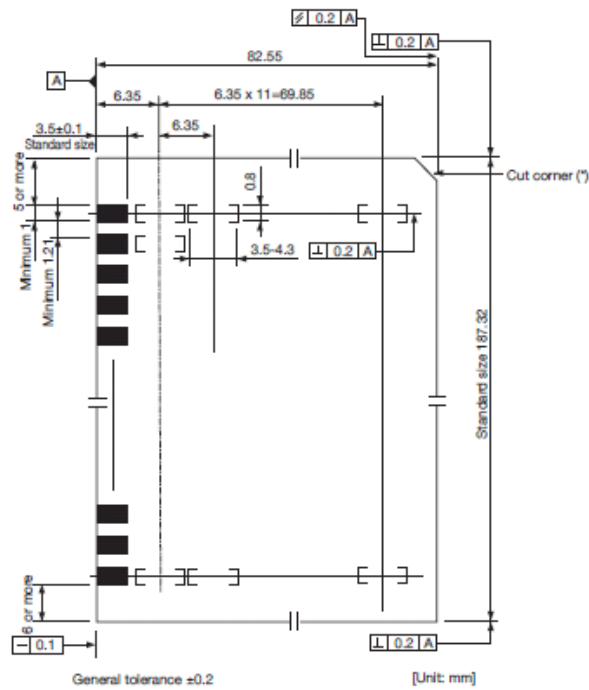 ⫽ 0.2 A
⊥ 0.2 A
82.55
A
6.35
6.35 x 11=69.85
3.5±0.1
Standard size
6.35
5 or more
0.8
Cut corner (*)
Minimum 1
Minimum 1.21
3.5-4.3
⊥ 0.2 A
Standard size 187.32
6 or more
— 0.1
⊥ 0.2 A
General tolerance ±0.2
[Unit: mm]